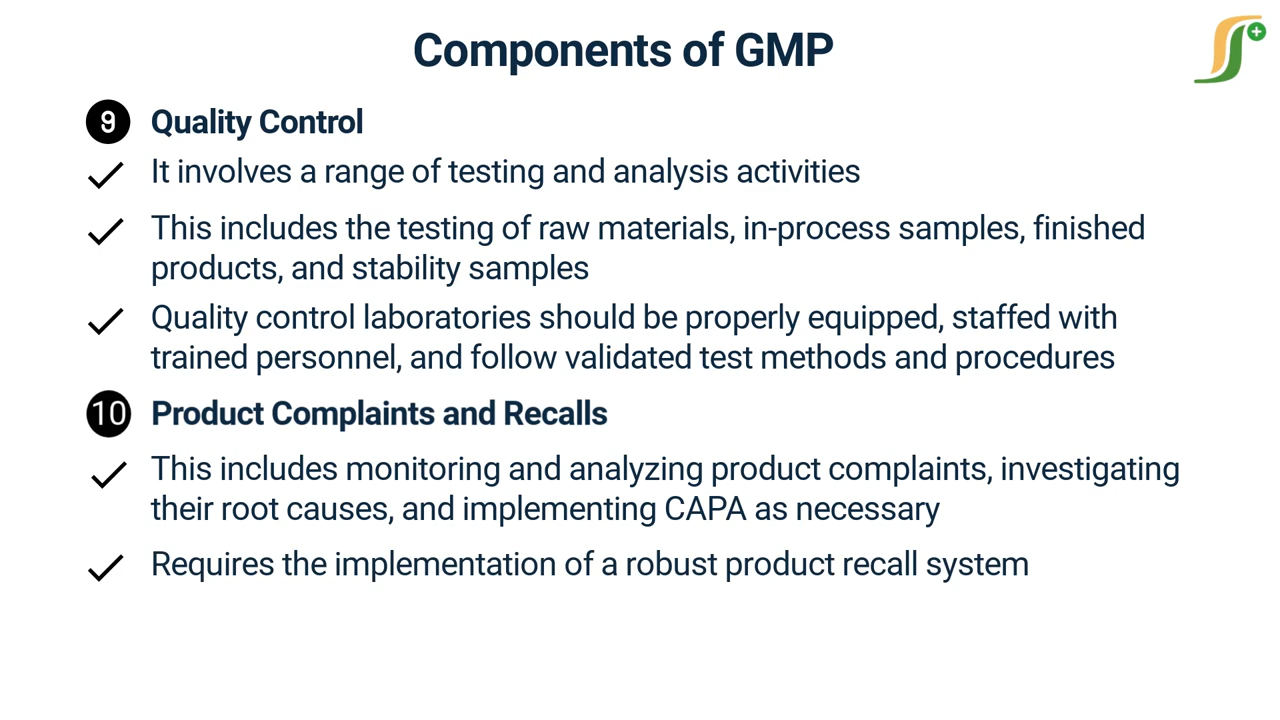 Components of GMP
9 Quality Control
It involves a range of testing and analysis activities
This includes the testing of raw materials, in-process samples, finished
products, and stability samples
Quality control laboratories should be properly equipped, staffed with
trained personnel, and follow validated test methods and procedures
10 Product Complaints and Recalls
This includes monitoring and analyzing product complaints, investigating
their root causes, and implementing CAPA as necessary
Requires the implementation of a robust product recall system